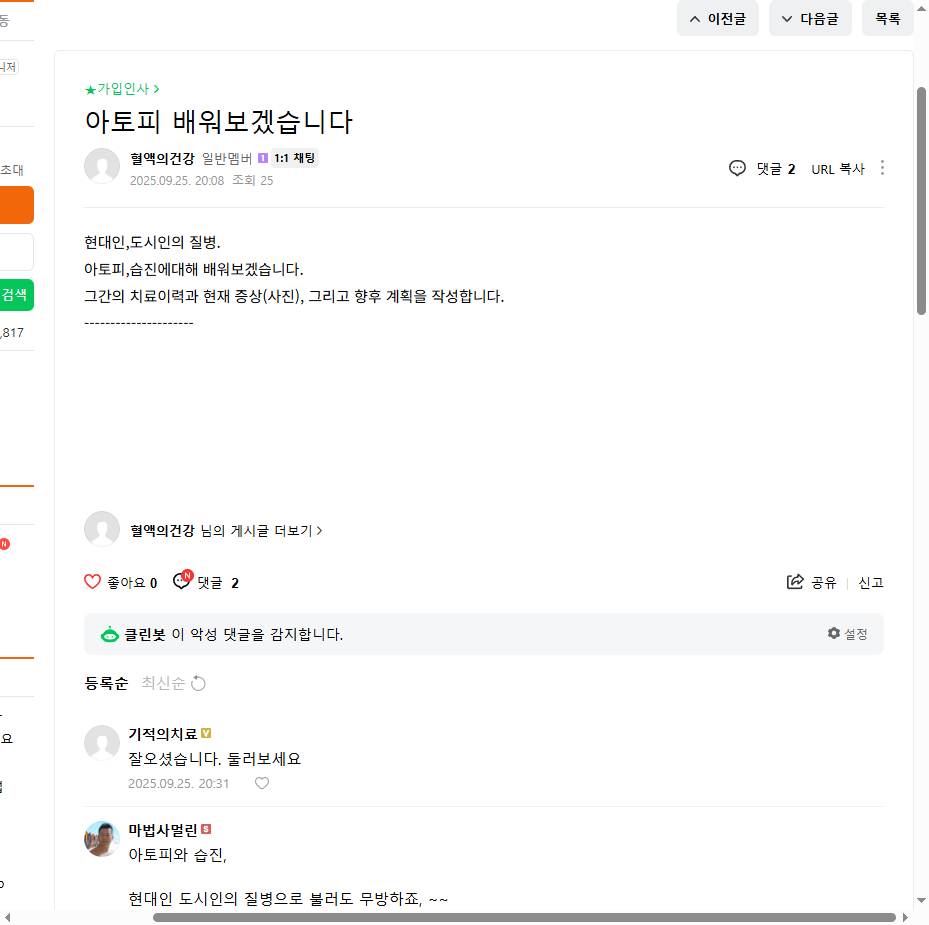 동
이전글
다음글
목록
니저
★가입인사 >
아토피 배워보겠습니다
초대
혈액의건강 일반멤버 1:1 채팅
2025.09.25. 20:08 조회 25
댓글 2 URL 복사
현대인,도시인의 질병.
아토피,습진에대해 배워보겠습니다.
검색
그간의 치료이력과 현재 증상(사진), 그리고 향후 계획을 작성합니다.
---------------------
,817
혈액의건강 님의 게시글 더보기 >
N
좋아요 0 N 댓글 2
공유 신고
클린봇 이 악성 댓글을 감지합니다.
설정
등록순 최신순
기적의치료 V
요
잘오셨습니다. 둘러보세요
2025.09.25. 20:31
마법사멀린 S
아토피와 습진,
현대인 도시인의 질병으로 불러도 무방하죠, ~~